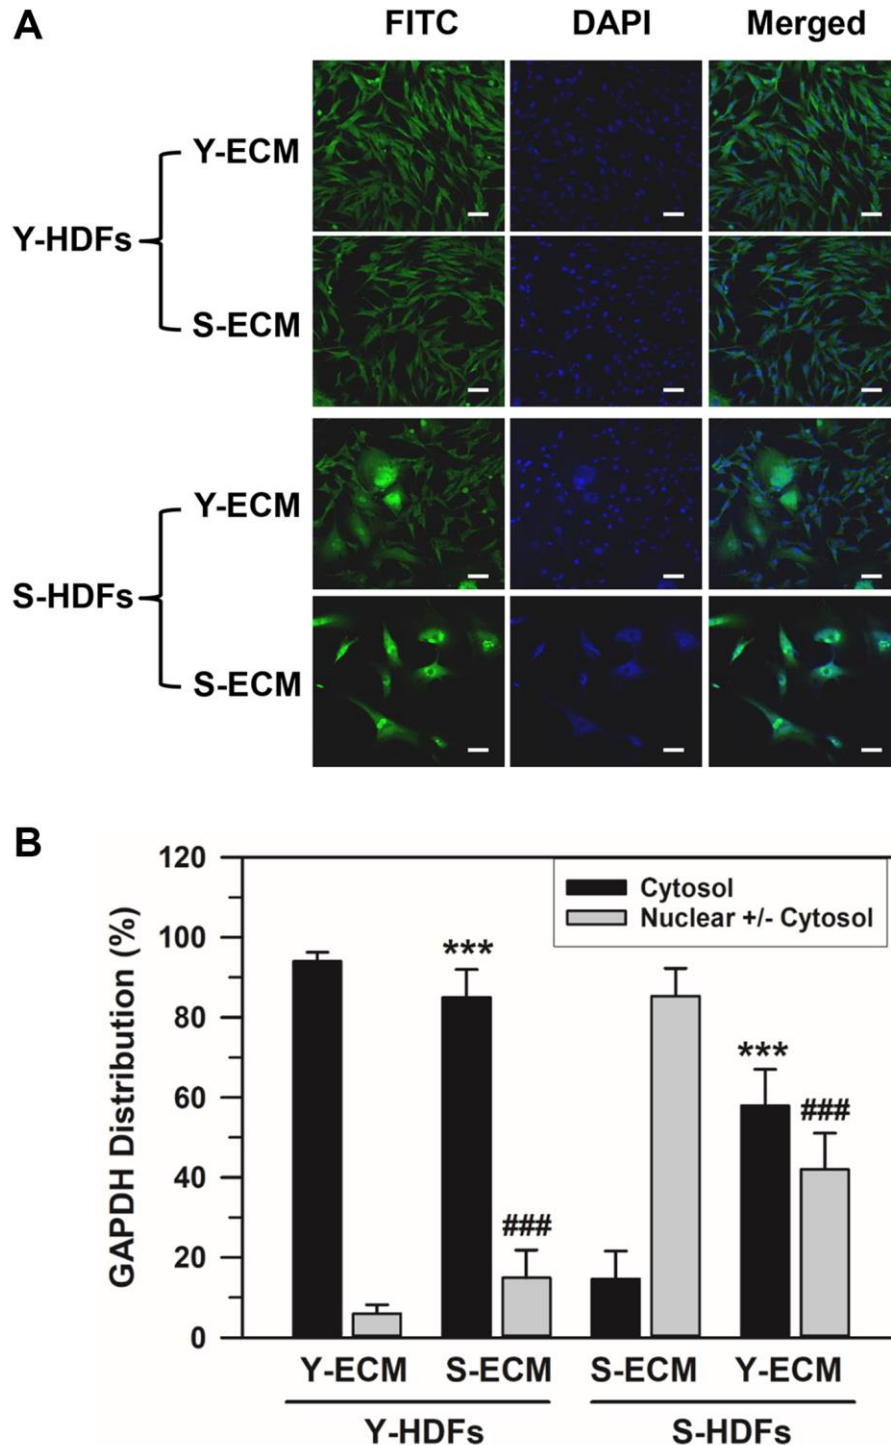 A
FITC DAPI Merged
Y-ECM
Y-HDFs
S-ECM
Y-ECM
S-HDFs
S-ECM
B
120
100
80
60
40
20
0
GAPDH Distribution (%)
Cytosol
Nuclear +/- Cytosol
***
###
***
###
Y-ECM S-ECM S-ECM Y-ECM
Y-HDFs S-HDFs